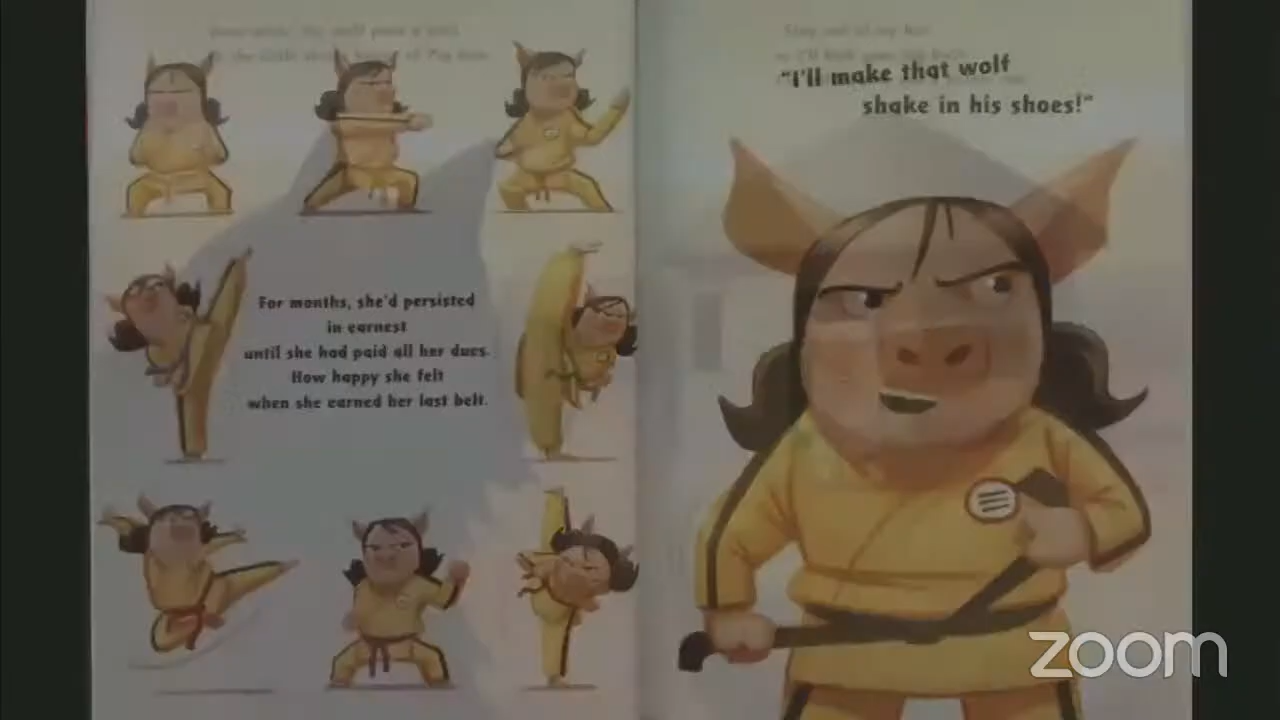 For months, she'd persisted
in earnest
until she had paid all her dues.
How happy she felt
when she earned her last belt.
"I'll make that wolf
shake in his shoes!"
zoom